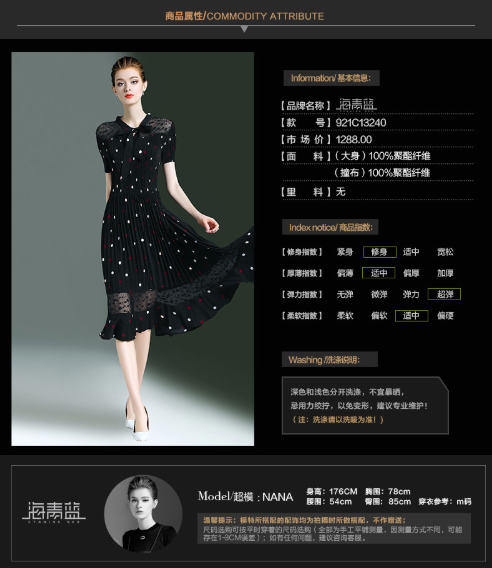 商品属性/COMMODITY ATTRIBUTE
Information/基本信息:
【品牌名称】海青蓝
【款 号】921C13240
【市 场 价】1288.00
【面 料】(大身)100%聚酯纤维
(撞布)100%聚酯纤维
【里 料】无
Index notice/商品指数:
【修身指数】 紧身 修身 适中 宽松
【厚薄指数】 偏薄 适中 偏厚 加厚
【弹力指数】 无弹 微弹 弹力 超弹
【柔软指数】 柔软 偏软 适中 偏硬
Washing/洗涤说明:
深色和浅色分开洗涤，不宜暴晒，
忌用力绞拧，以免变形，建议专业维护！
(注：洗涤请以洗唛为准！)
海青蓝
Model/超模:NANA
身高：176CM 胸围：78cm
腰围：54cm 臀围：85cm 穿衣参考：m码
温馨提示：模特所搭配的配饰均为拍摄时所做搭配，不作赠送；
尺码选购可按平时穿着的尺码选购（全部为手工平铺测量，因测量方式不同，可能
存在1-3CM误差）；如有任何问题，建议咨询客服。